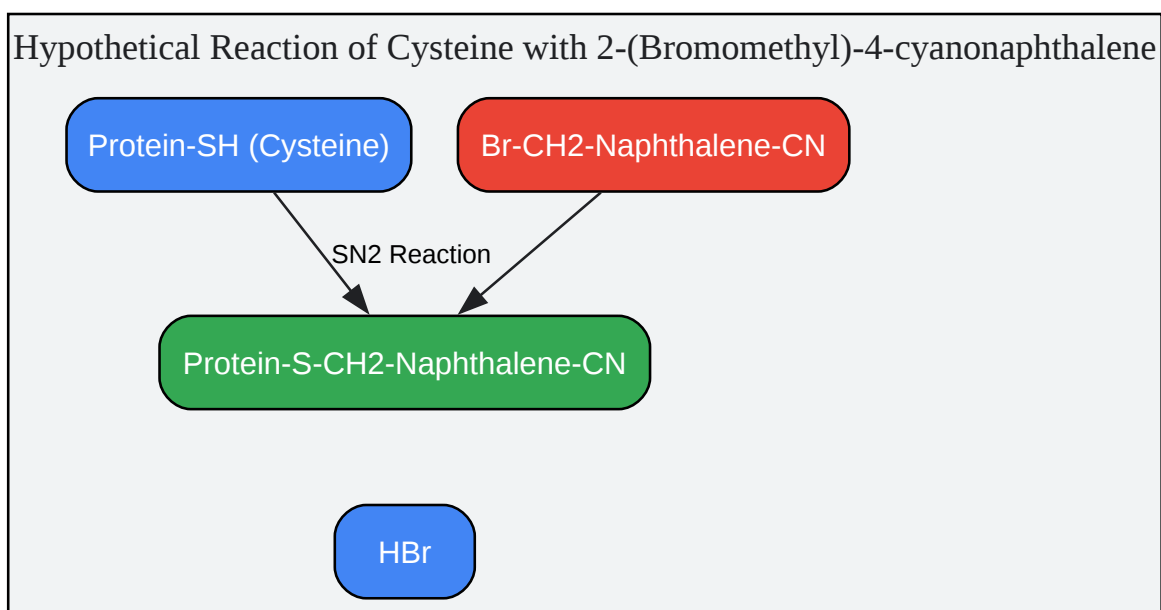 Hypothetical Reaction of Cysteine with 2-(Bromomethyl)-4-cyanonaphthalene
Protein-SH (Cysteine)
Br-CH2-Naphthalene-CN
SN2 Reaction
Protein-S-CH2-Naphthalene-CN
HBr